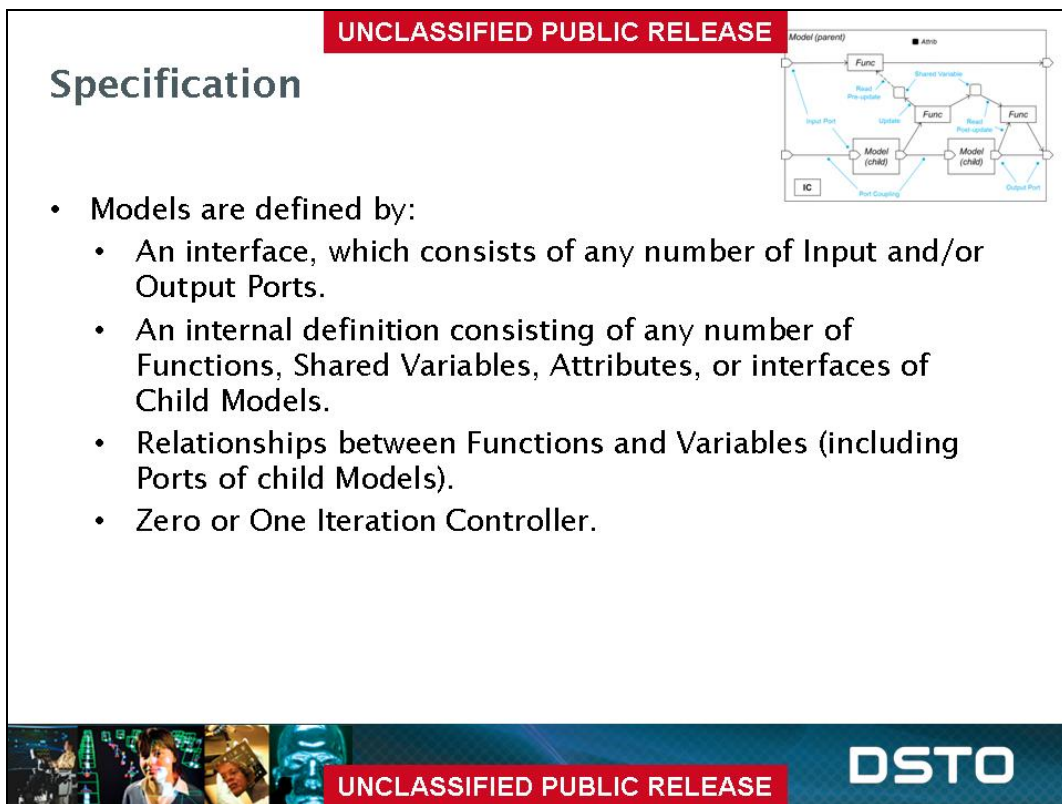 UNCLASSIFIED PUBLIC RELEASE
Specification
Model (parent)
Attrib
Func
Shared Variable
Read
Pre-update
Input Port
Update
Func
Read
Post-update
Func
Model
(child)
Model
(child)
IC
Port Coupling
Output Port
• Models are defined by:
• An interface, which consists of any number of Input and/or
Output Ports.
• An internal definition consisting of any number of
Functions, Shared Variables, Attributes, or interfaces of
Child Models.
• Relationships between Functions and Variables (including
Ports of child Models).
• Zero or One Iteration Controller.
DSTO
UNCLASSIFIED PUBLIC RELEASE